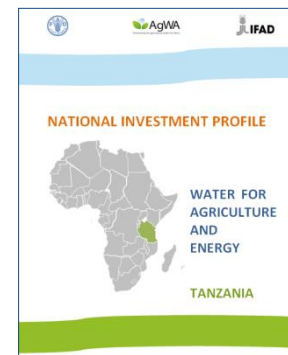 AgWA
IFAD
NATIONAL INVESTMENT PROFILE
WATER FOR
AGRICULTURE
AND
ENERGY
TANZANIA